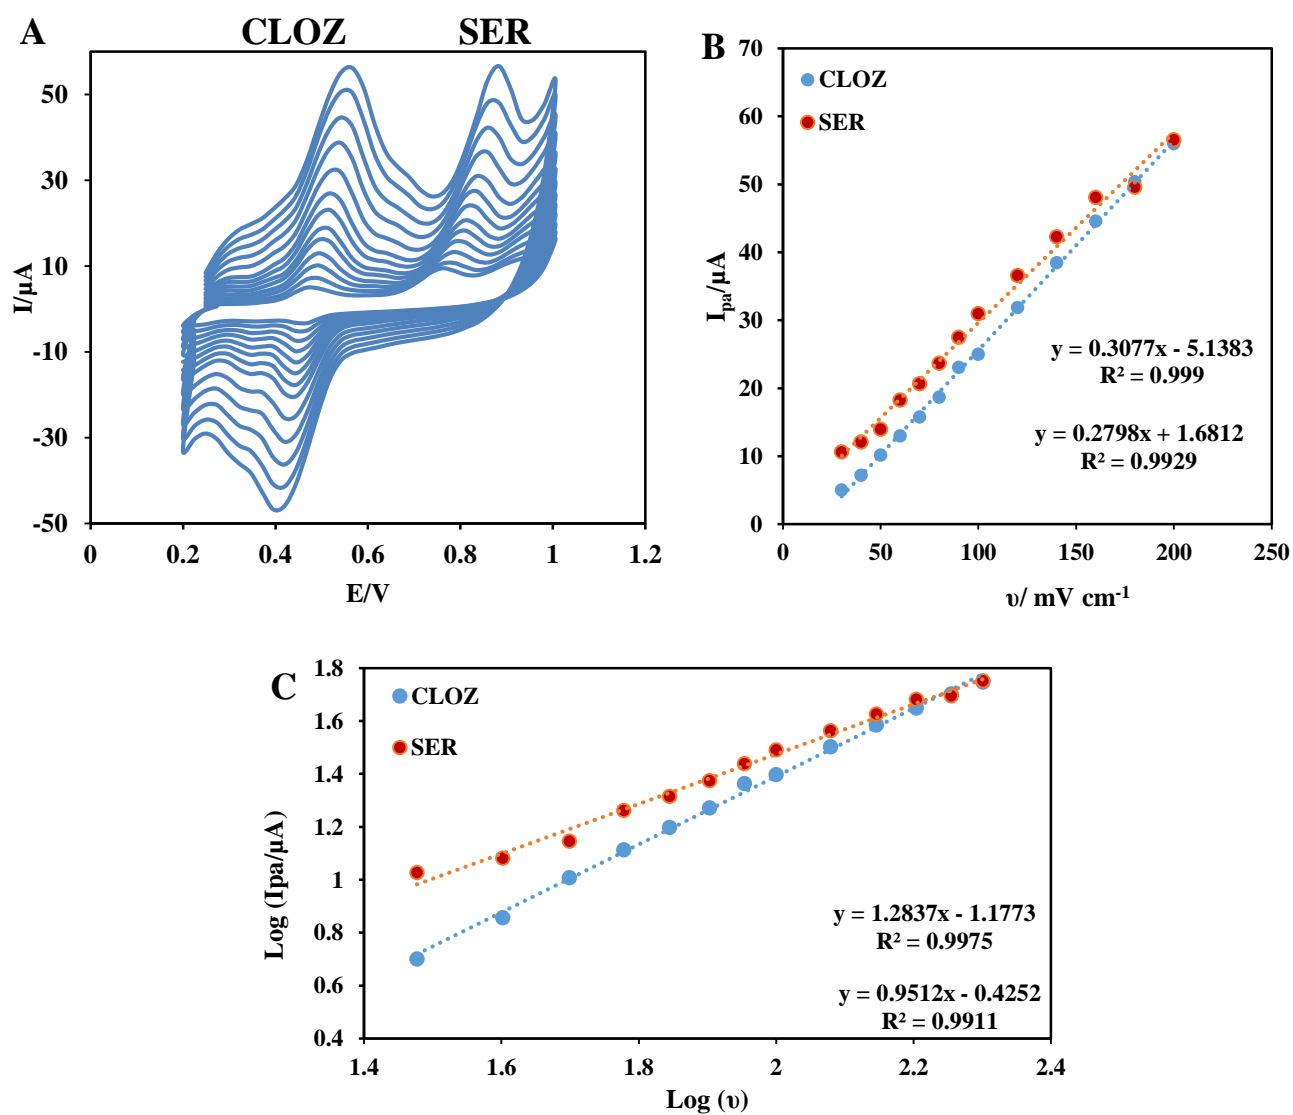 A
CLOZ SER
50
30
10
-10
-30
-50
I/µA
0 0.2 0.4 0.6 0.8 1 1.2
E/V
B
CLOZ
SER
70
60
50
40
30
20
10
0
I_pa/µA
y = 0.3077x - 5.1383
R² = 0.999
y = 0.2798x + 1.6812
R² = 0.9929
0 50 100 150 200 250
υ/ mV cm⁻¹
C
CLOZ
SER
1.8
1.6
1.4
1.2
1
0.8
0.6
0.4
Log (Ipa/µA)
y = 1.2837x - 1.1773
R² = 0.9975
y = 0.9512x - 0.4252
R² = 0.9911
1.4 1.6 1.8 2 2.2 2.4
Log (υ)